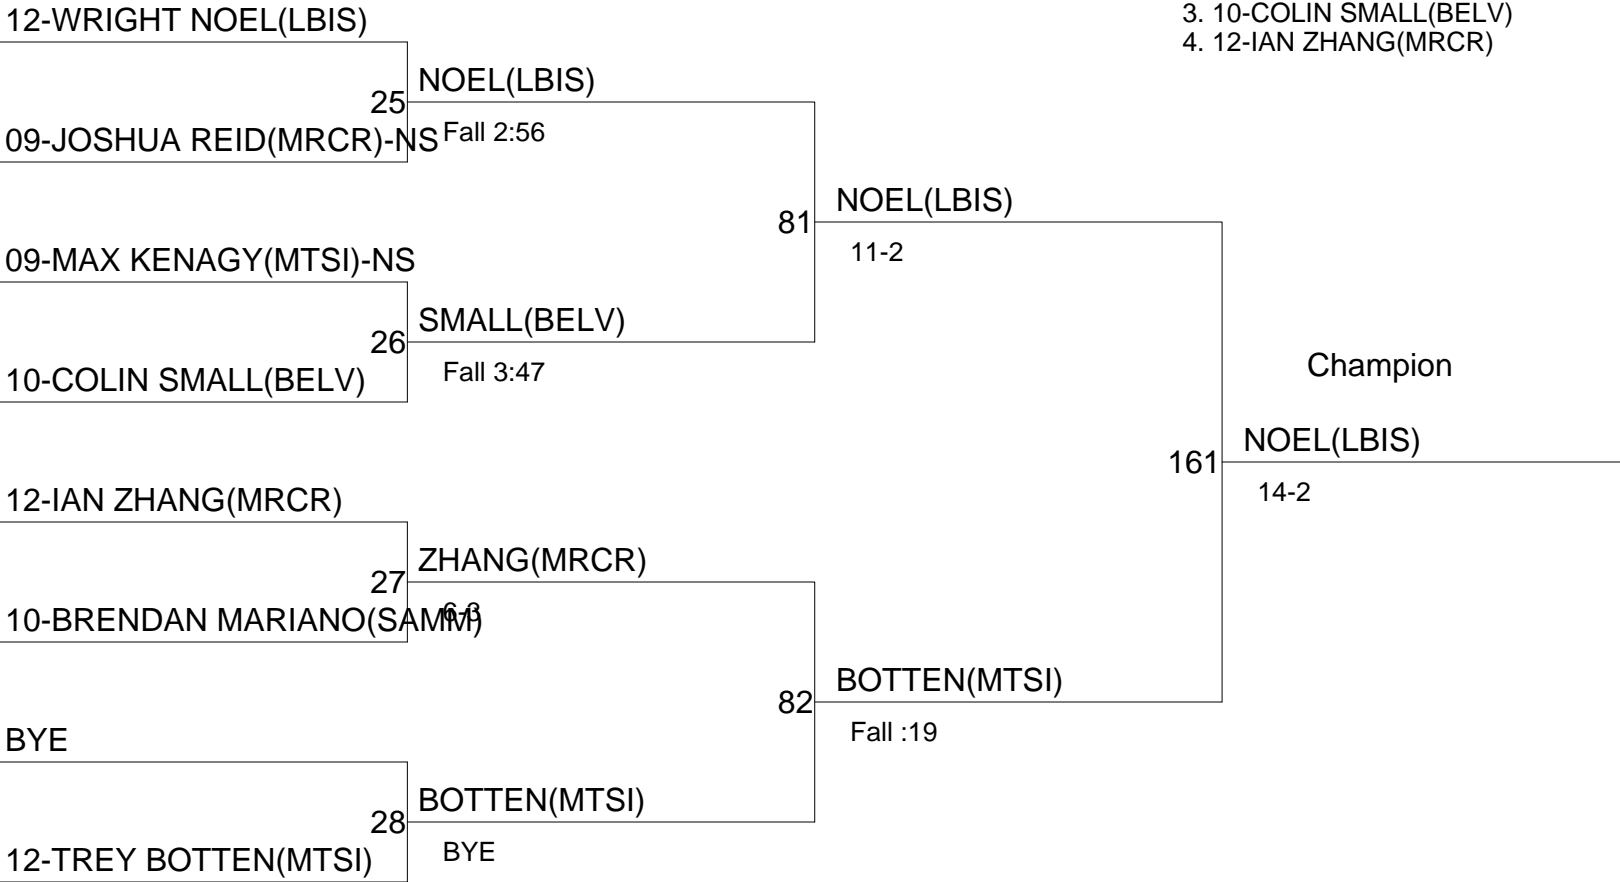 12-WRIGHT NOEL(LBIS)
3. 10-COLIN SMALL(BELV)
4. 12-IAN ZHANG(MRCR)
NOEL(LBIS)
25
Fall 2:56
09-JOSHUA REID(MRCR)-NS
NOEL(LBIS)
81
11-2
09-MAX KENAGY(MTSI)-NS
SMALL(BELV)
26
Fall 3:47
10-COLIN SMALL(BELV)
Champion
NOEL(LBIS)
161
14-2
12-IAN ZHANG(MRCR)
ZHANG(MRCR)
27
6-3
10-BRENDAN MARIANO(SAMM)
BOTTEN(MTSI)
82
Fall :19
BYE
BOTTEN(MTSI)
28
BYE
12-TREY BOTTEN(MTSI)